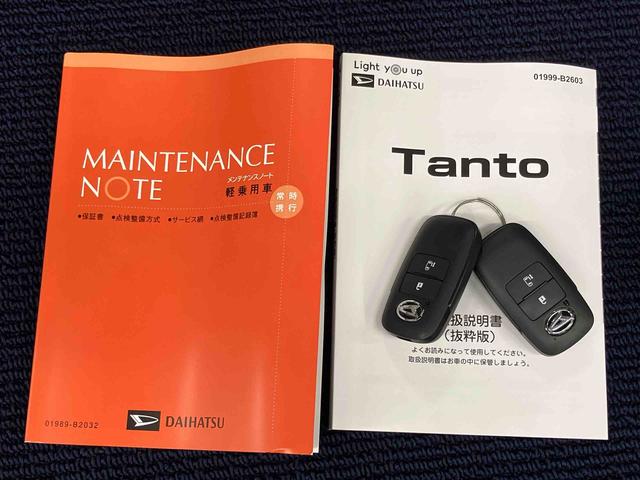 MAINTENANCE
NOTE
メンテナンスノート
軽乗用車
常時
携行
●保証書 ●点検整備方式 ●サービス網 ●点検整備記録簿
01989-B2032
DAIHATSU
Light you up
DAIHATSU
01999-B2603
Tanto
扱説明書
(抜粋版)
よくお読みになって使用してください。
取扱説明書はお車の中に保管しましょう。